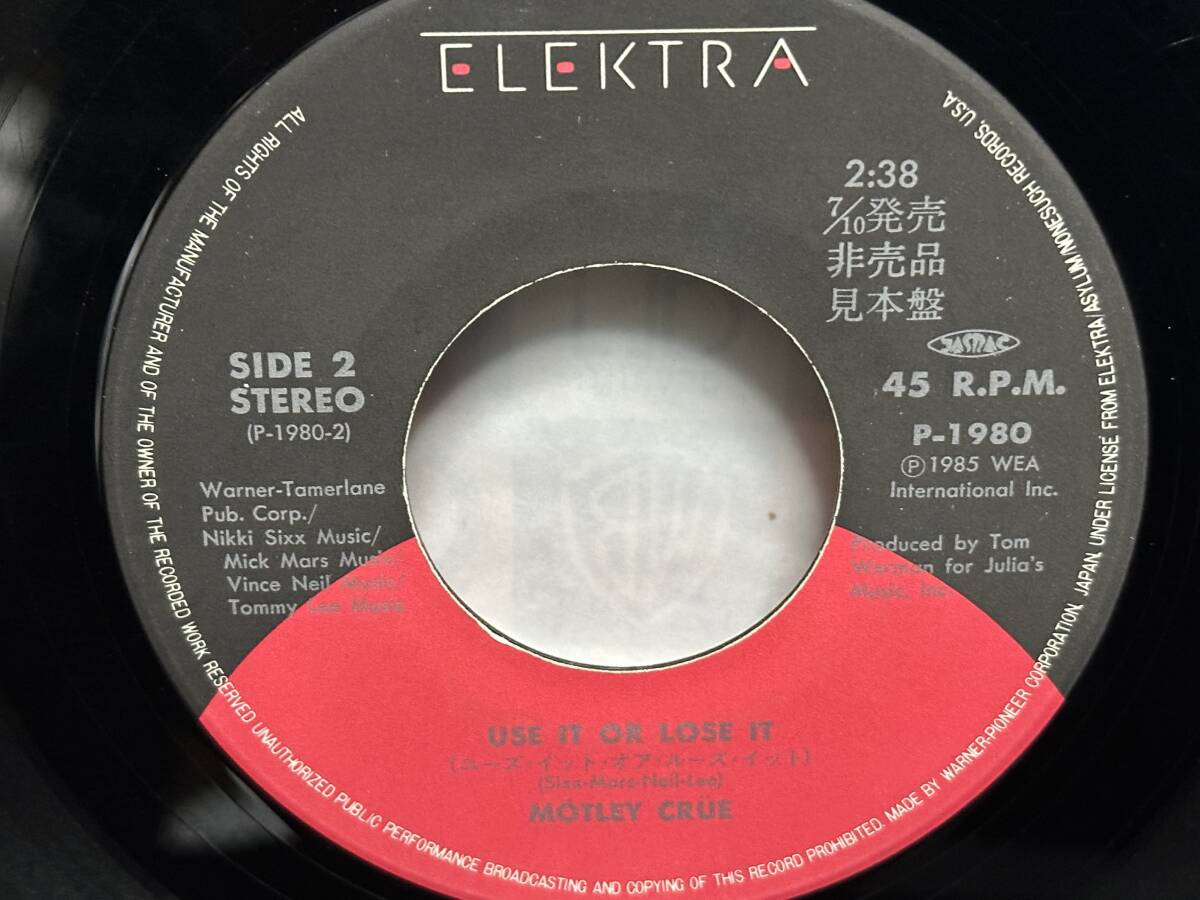 ELEKTRA
2:38
7/10発売
非売品
見本盤
JASRAC
SIDE 2
STEREO
(P-1980-2)
45 R.P.M.
P-1980
Ⓟ1985 WEA
International Inc.
Warner-Tamerlane
Pub. Corp./
Nikki Sixx Music/
Mick Mars Music/
Vince Neil Music/
Tommy Lee Music
Produced by Tom
Werman for Julia's
Music, Inc.
USE IT OR LOSE IT
(ユーズ・イット・オア・ルーズ・イット)
(Sixx-Mars-Neil-Lee)
MÖTLEY CRÜE
ALL RIGHTS OF THE MANUFACTURER AND OF THE OWNER OF THE RECORDED WORK RESERVED UNAUTHORIZED PUBLIC PERFORMANCE BROADCASTING AND COPYING OF THIS RECORD PROHIBITED. MADE BY WARNER-PIONEER CORPORATION, JAPAN. UNDER LICENSE FROM ELEKTRA/ASYLUM/NONESUCH RECORDS, U.S.A.